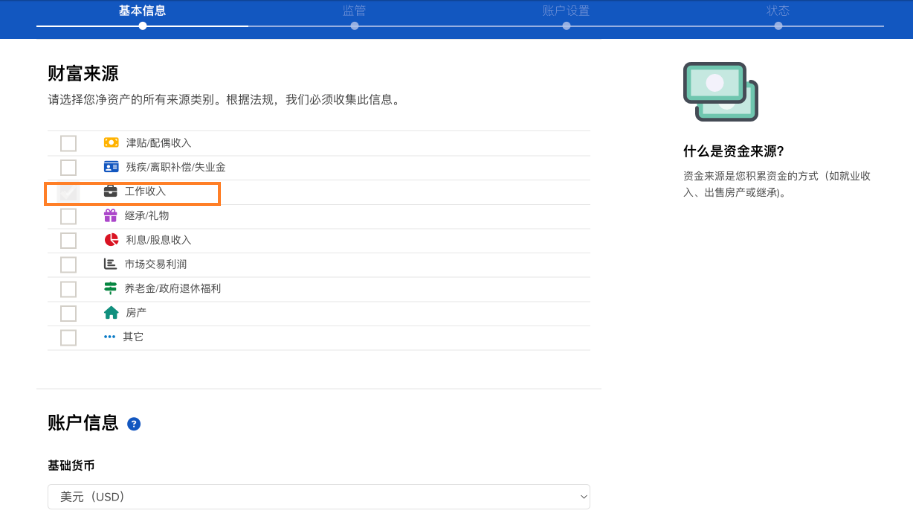 基本信息
监管
账户设置
状态
财富来源
请选择您净资产的所有来源类别。根据法规，我们必须收集此信息。
津贴/配偶收入
残疾/离职补偿/失业金
工作收入
继承/礼物
利息/股息收入
市场交易利润
养老金/政府退休福利
房产
其它
什么是资金来源?
资金来源是您积累资金的方式（如就业收
入、出售房产或继承)。
账户信息 ?
基础货币
美元（USD）